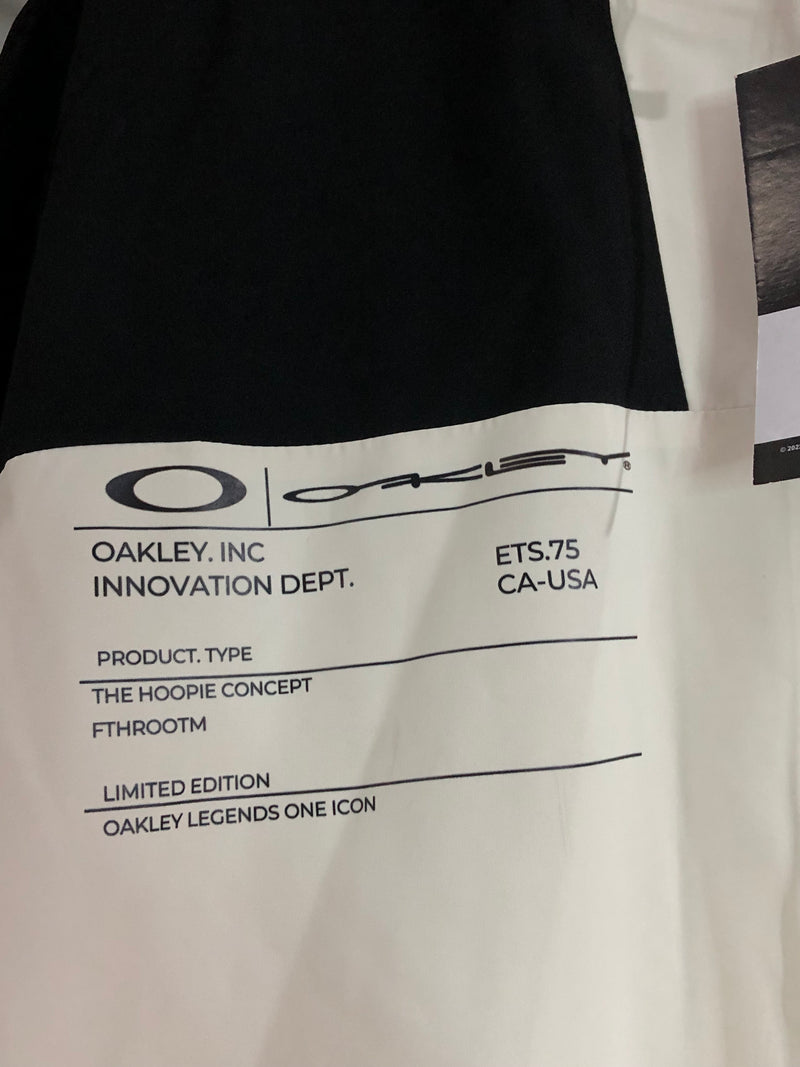 OAKLEY®
OAKLEY. INC
INNOVATION DEPT.
ETS.75
CA-USA
PRODUCT. TYPE
THE HOOPIE CONCEPT
FTHROOTM
LIMITED EDITION
OAKLEY LEGENDS ONE ICON